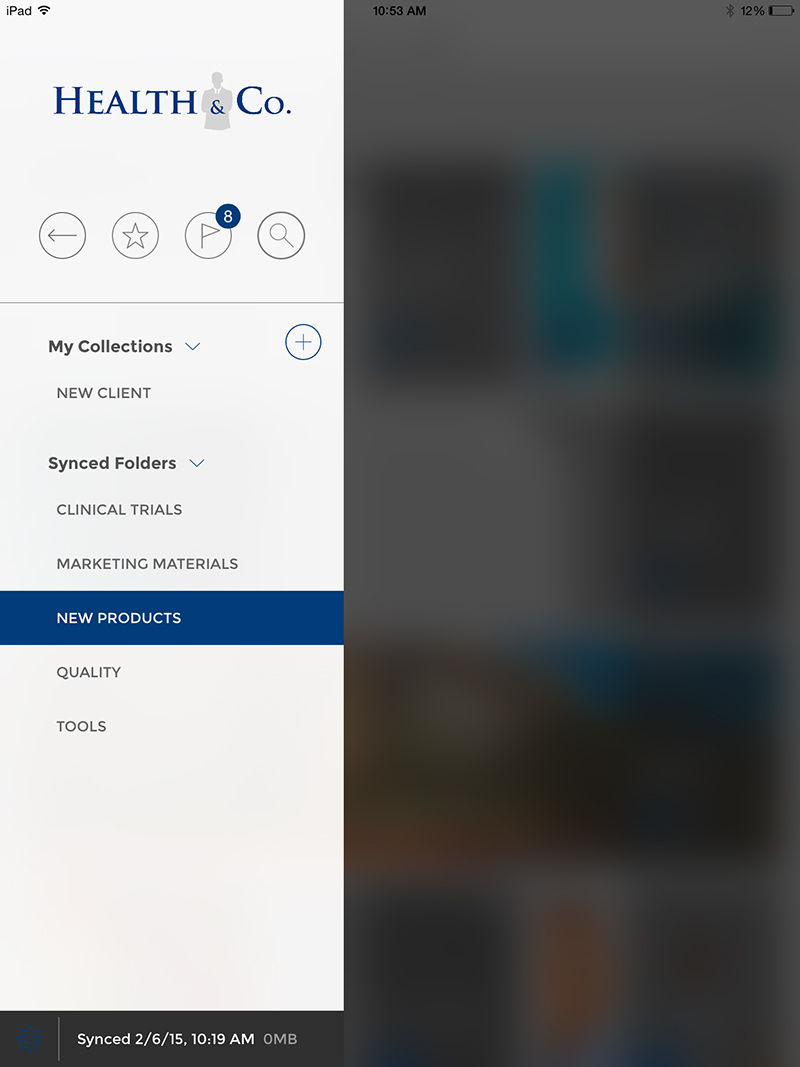 iPad 10:53 AM 12%
HEALTH & CO.
8
My Collections
NEW CLIENT
Synced Folders
CLINICAL TRIALS
MARKETING MATERIALS
NEW PRODUCTS
QUALITY
TOOLS
Synced 2/6/15, 10:19 AM 0MB